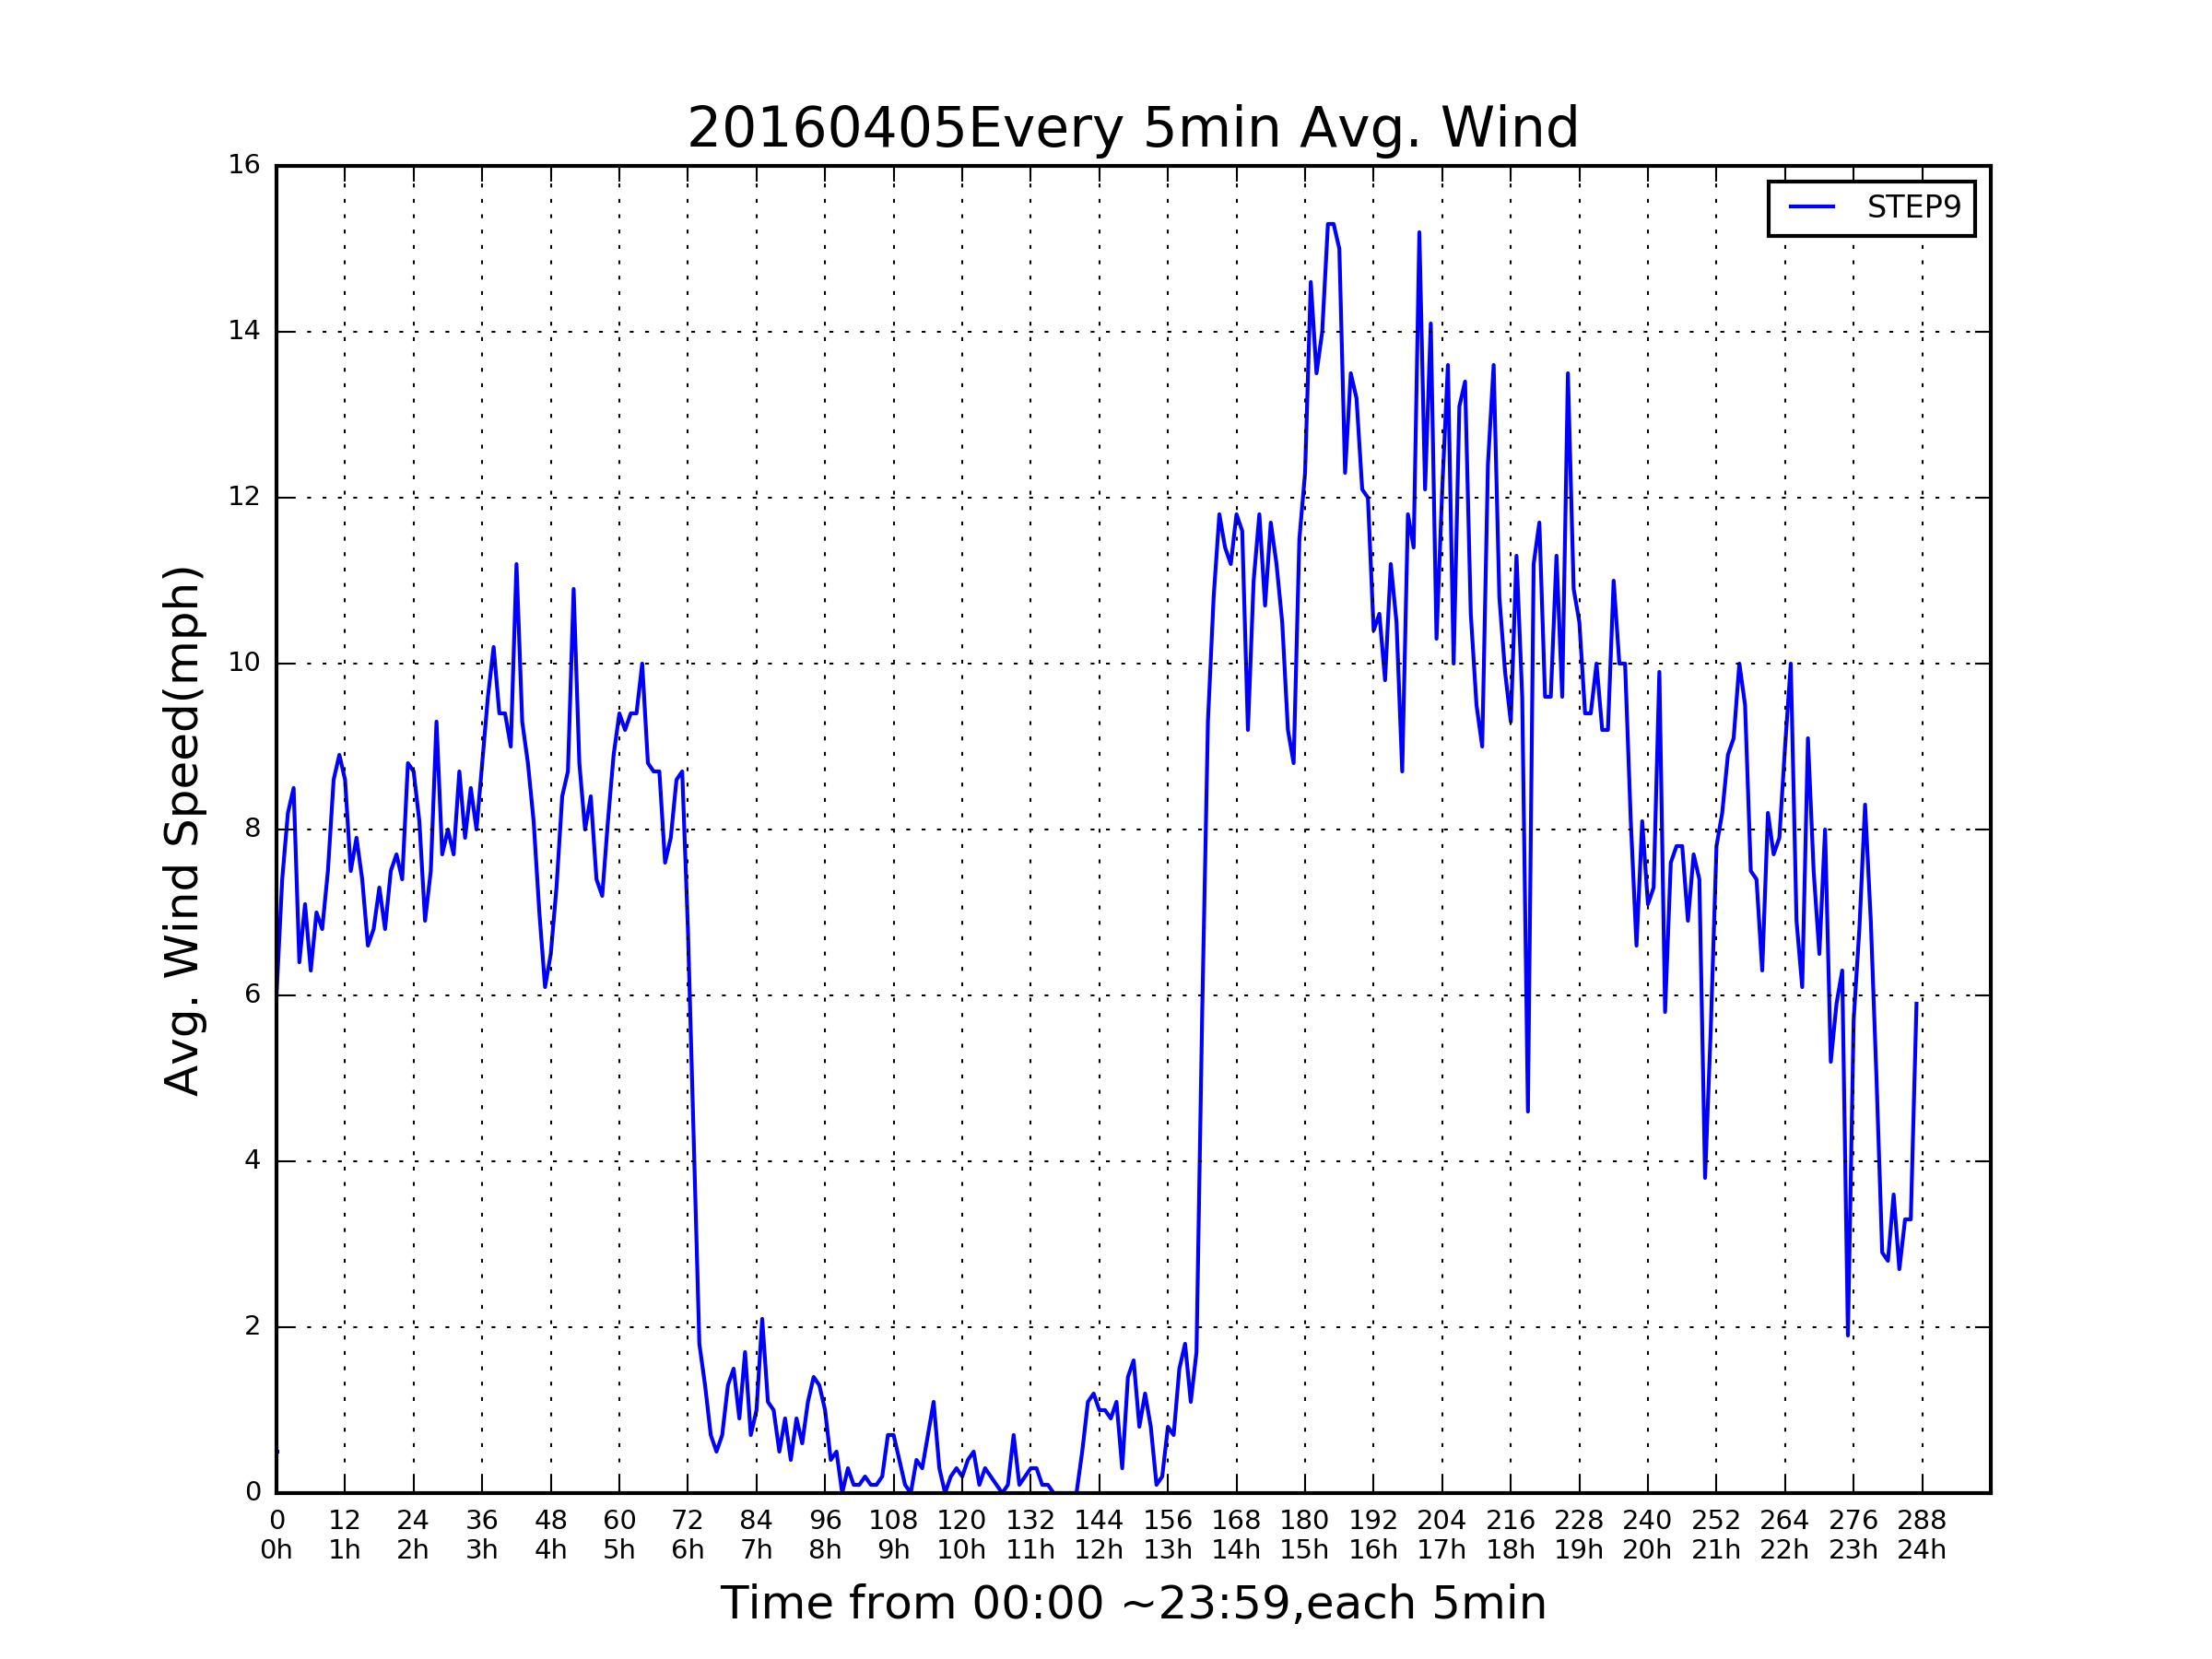 20160405Every 5min Avg. Wind
STEP9
Avg. Wind Speed(mph)
16
14
12
10
8
6
4
2
0
0 12 24 36 48 60 72 84 96 108 120 132 144 156 168 180 192 204 216 228 240 252 264 276 288
0h 1h 2h 3h 4h 5h 6h 7h 8h 9h 10h 11h 12h 13h 14h 15h 16h 17h 18h 19h 20h 21h 22h 23h 24h
Time from 00:00 ~23:59,each 5min